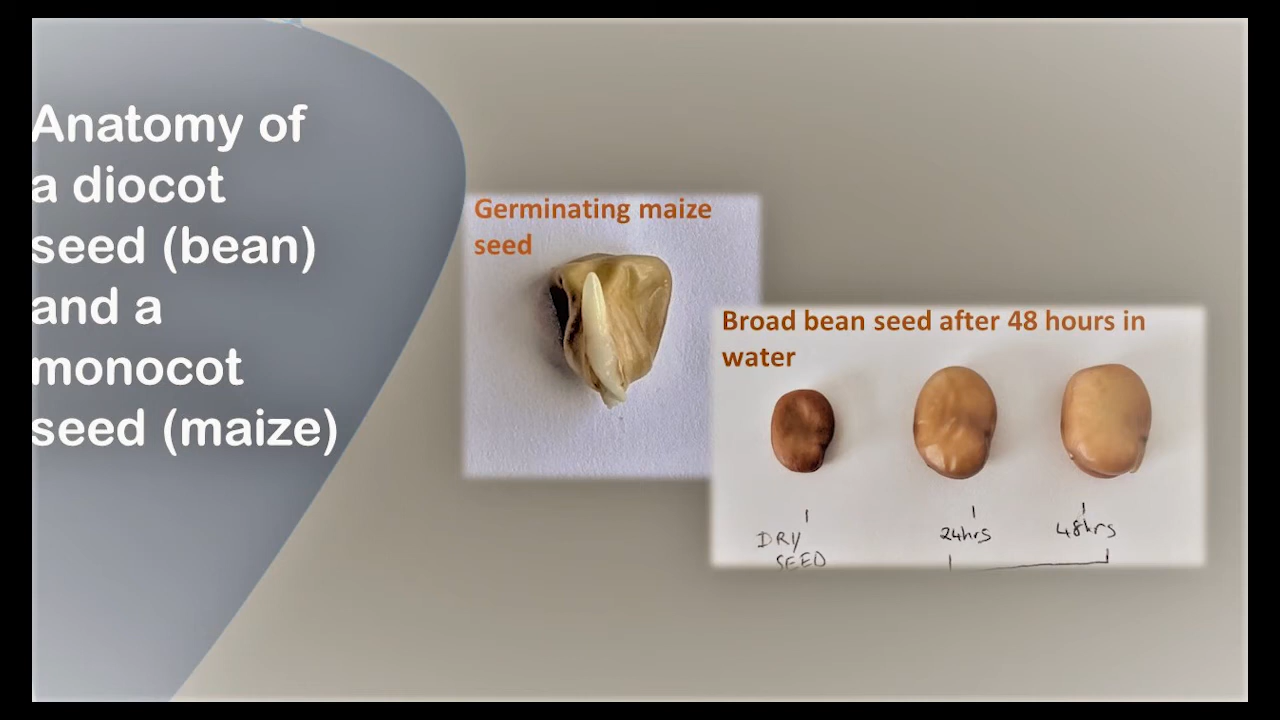 Anatomy of
a diocot
seed (bean)
and a
monocot
seed (maize)
Germinating maize
seed
Broad bean seed after 48 hours in
water
DRY
SEED
24hrs
48hrs